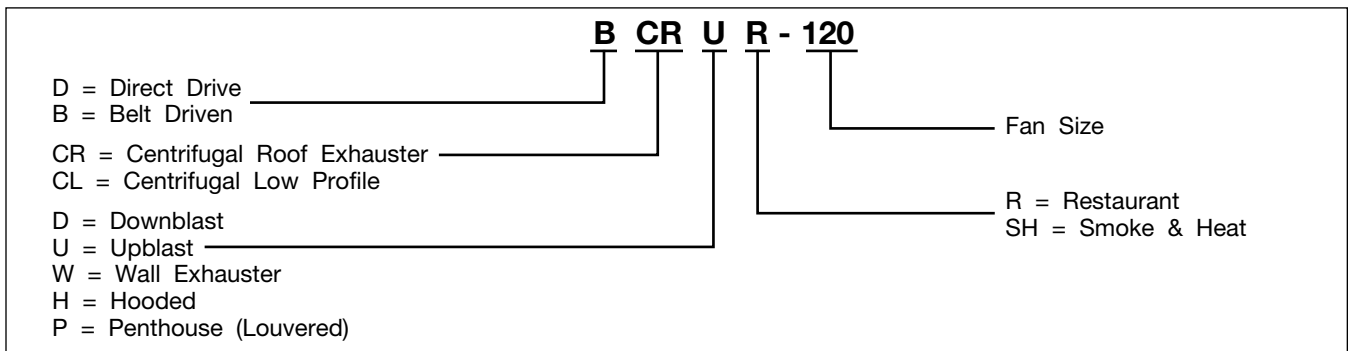 B CR U R - 120
D = Direct Drive
B = Belt Driven
CR = Centrifugal Roof Exhauster
CL = Centrifugal Low Profile
D = Downblast
U = Upblast
W = Wall Exhauster
H = Hooded
P = Penthouse (Louvered)
Fan Size
R = Restaurant
SH = Smoke & Heat